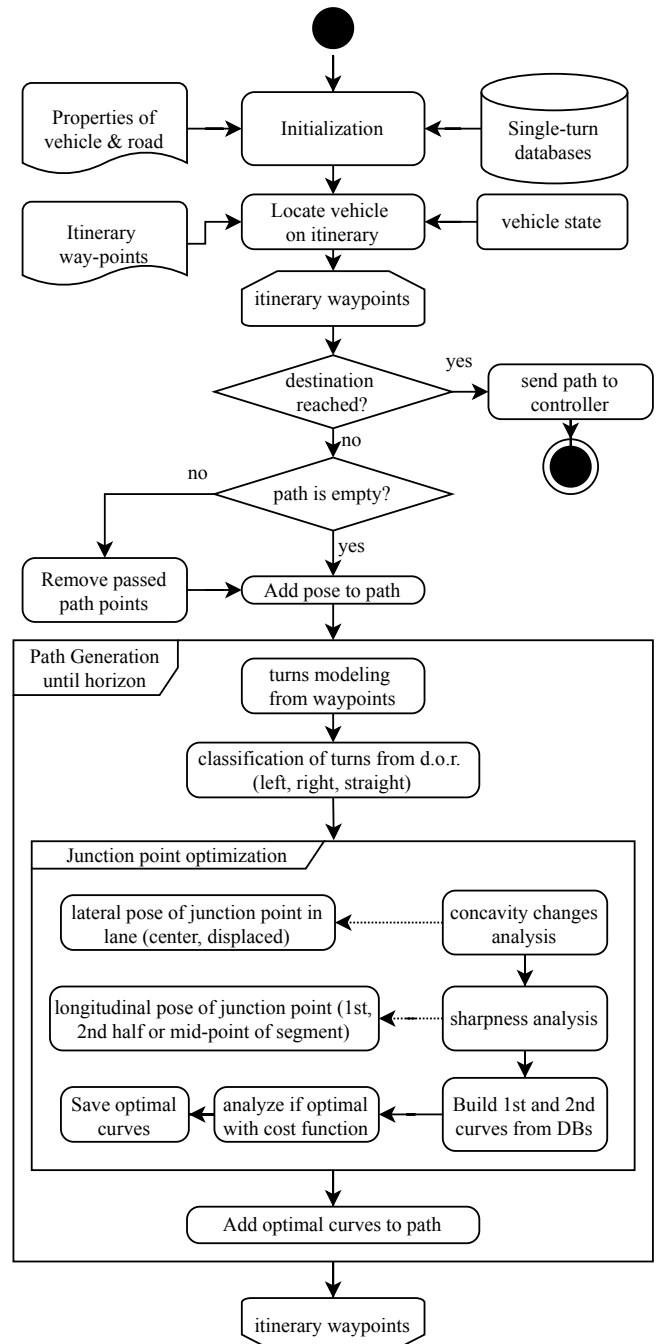 Properties of
vehicle & road
Initialization
Single-turn
databases
Itinerary
way-points
Locate vehicle
on itinerary
vehicle state
itinerary waypoints
destination
reached?
yes
send path to
controller
no
path is empty?
no
yes
Remove passed
path points
Add pose to path
Path Generation
until horizon
turns modeling
from waypoints
classification of turns from d.o.r.
(left, right, straight)
Junction point optimization
lateral pose of junction point in
lane (center, displaced)
concavity changes
analysis
longitudinal pose of junction point (1st,
2nd half or mid-point of segment)
sharpness analysis
Save optimal
curves
analyze if optimal
with cost function
Build 1st and 2nd
curves from DBs
Add optimal curves to path
itinerary waypoints